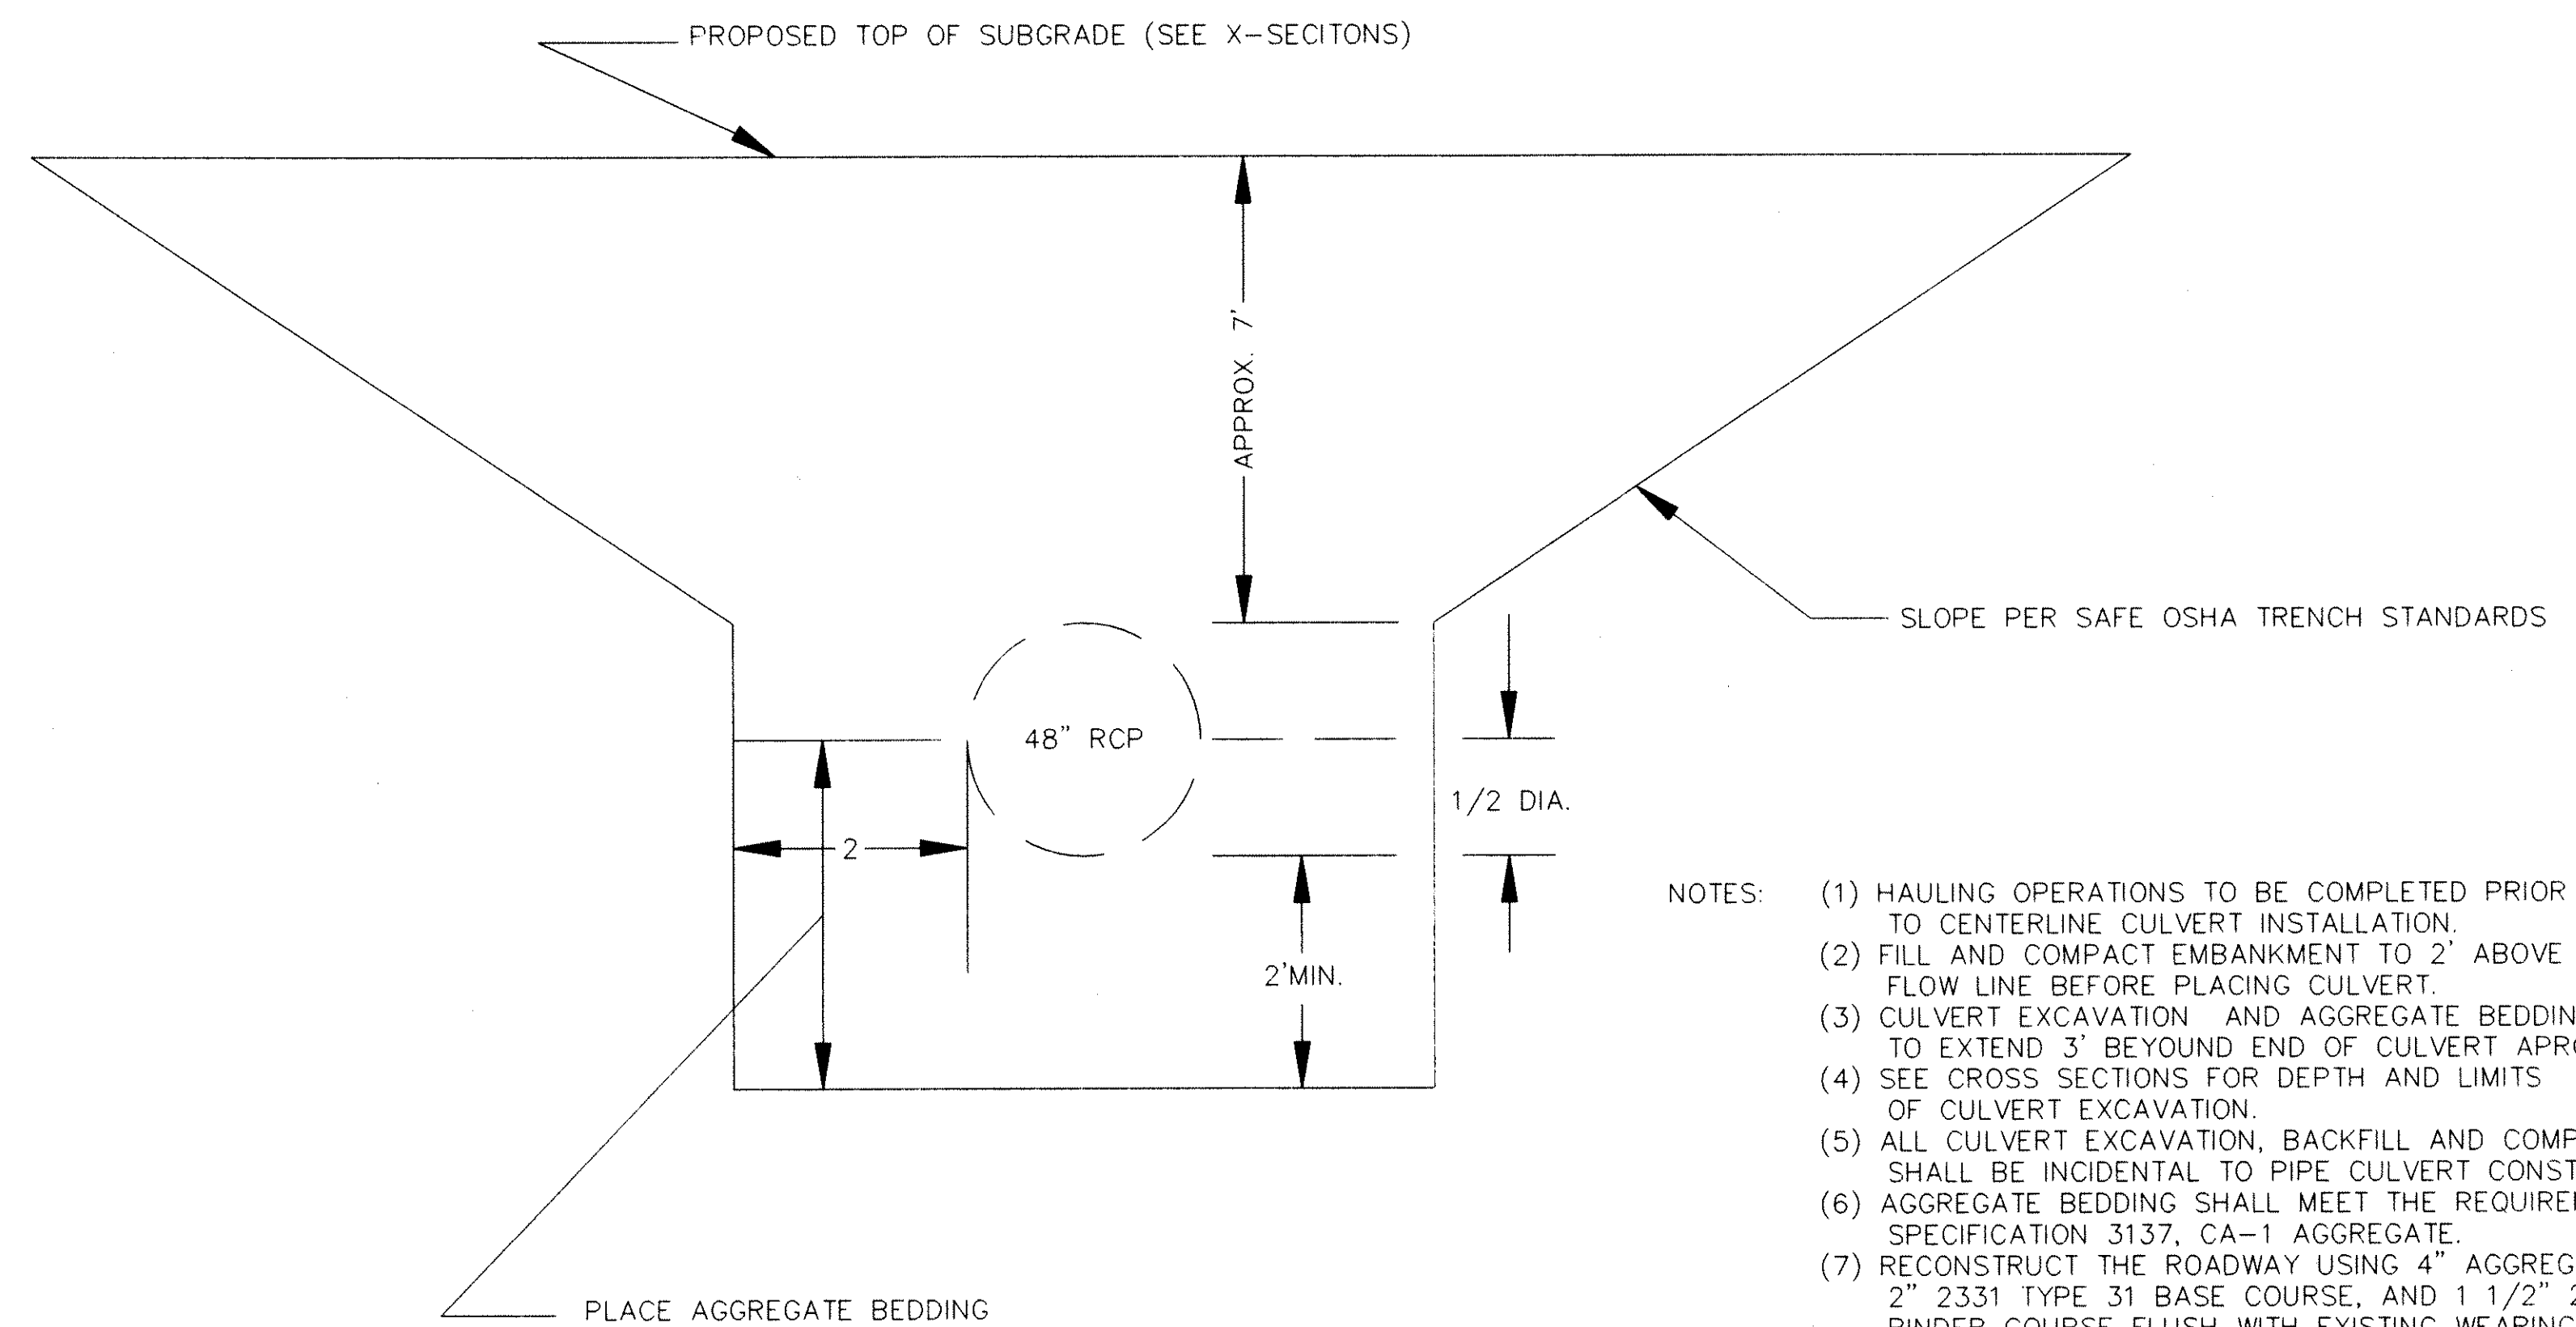 PROPOSED TOP OF SUBGRADE (SEE X-SECITONS)
APPROX. 7'
SLOPE PER SAFE OSHA TRENCH STANDARDS
48" RCP
1/2 DIA.
2
2'MIN.
PLACE AGGREGATE BEDDING
NOTES: (1) HAULING OPERATIONS TO BE COMPLETED PRIOR
TO CENTERLINE CULVERT INSTALLATION.
(2) FILL AND COMPACT EMBANKMENT TO 2' ABOVE
FLOW LINE BEFORE PLACING CULVERT.
(3) CULVERT EXCAVATION AND AGGREGATE BEDDIN
TO EXTEND 3' BEYOUND END OF CULVERT APR
(4) SEE CROSS SECTIONS FOR DEPTH AND LIMITS
OF CULVERT EXCAVATION.
(5) ALL CULVERT EXCAVATION, BACKFILL AND COMP
SHALL BE INCIDENTAL TO PIPE CULVERT CONST
(6) AGGREGATE BEDDING SHALL MEET THE REQUIRE
SPECIFICATION 3137, CA-1 AGGREGATE.
(7) RECONSTRUCT THE ROADWAY USING 4" AGGREG
2" 2331 TYPE 31 BASE COURSE, AND 1 1/2"
BINDER COURSE FLUSH WITH EXISTING WEARING